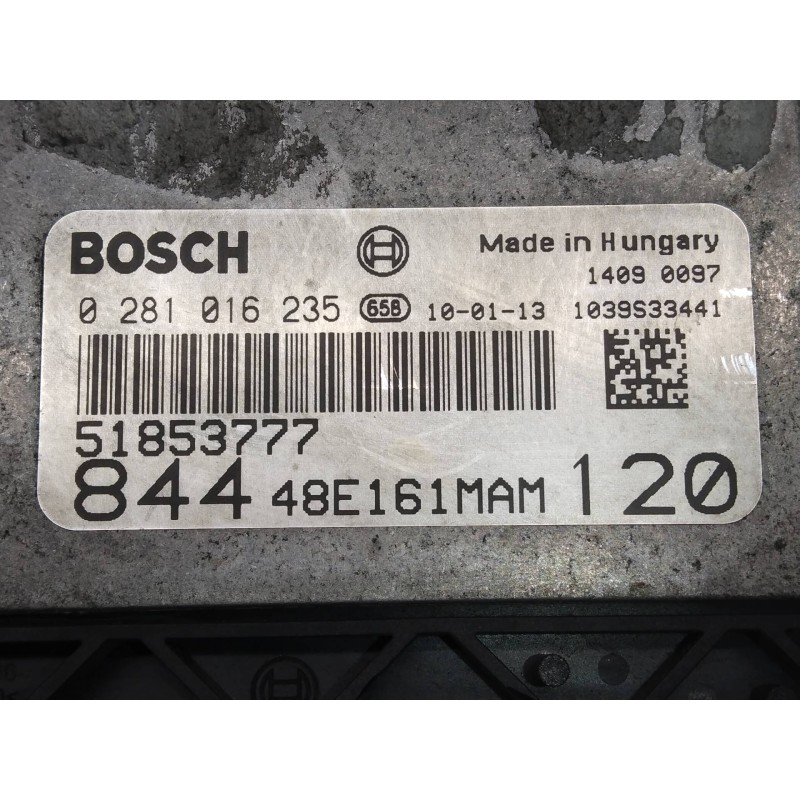 BOSCH Made in Hungary
1409 0097
0 281 016 235 658 10-01-13 1039S33441
51853777
844 48E161MAM 120